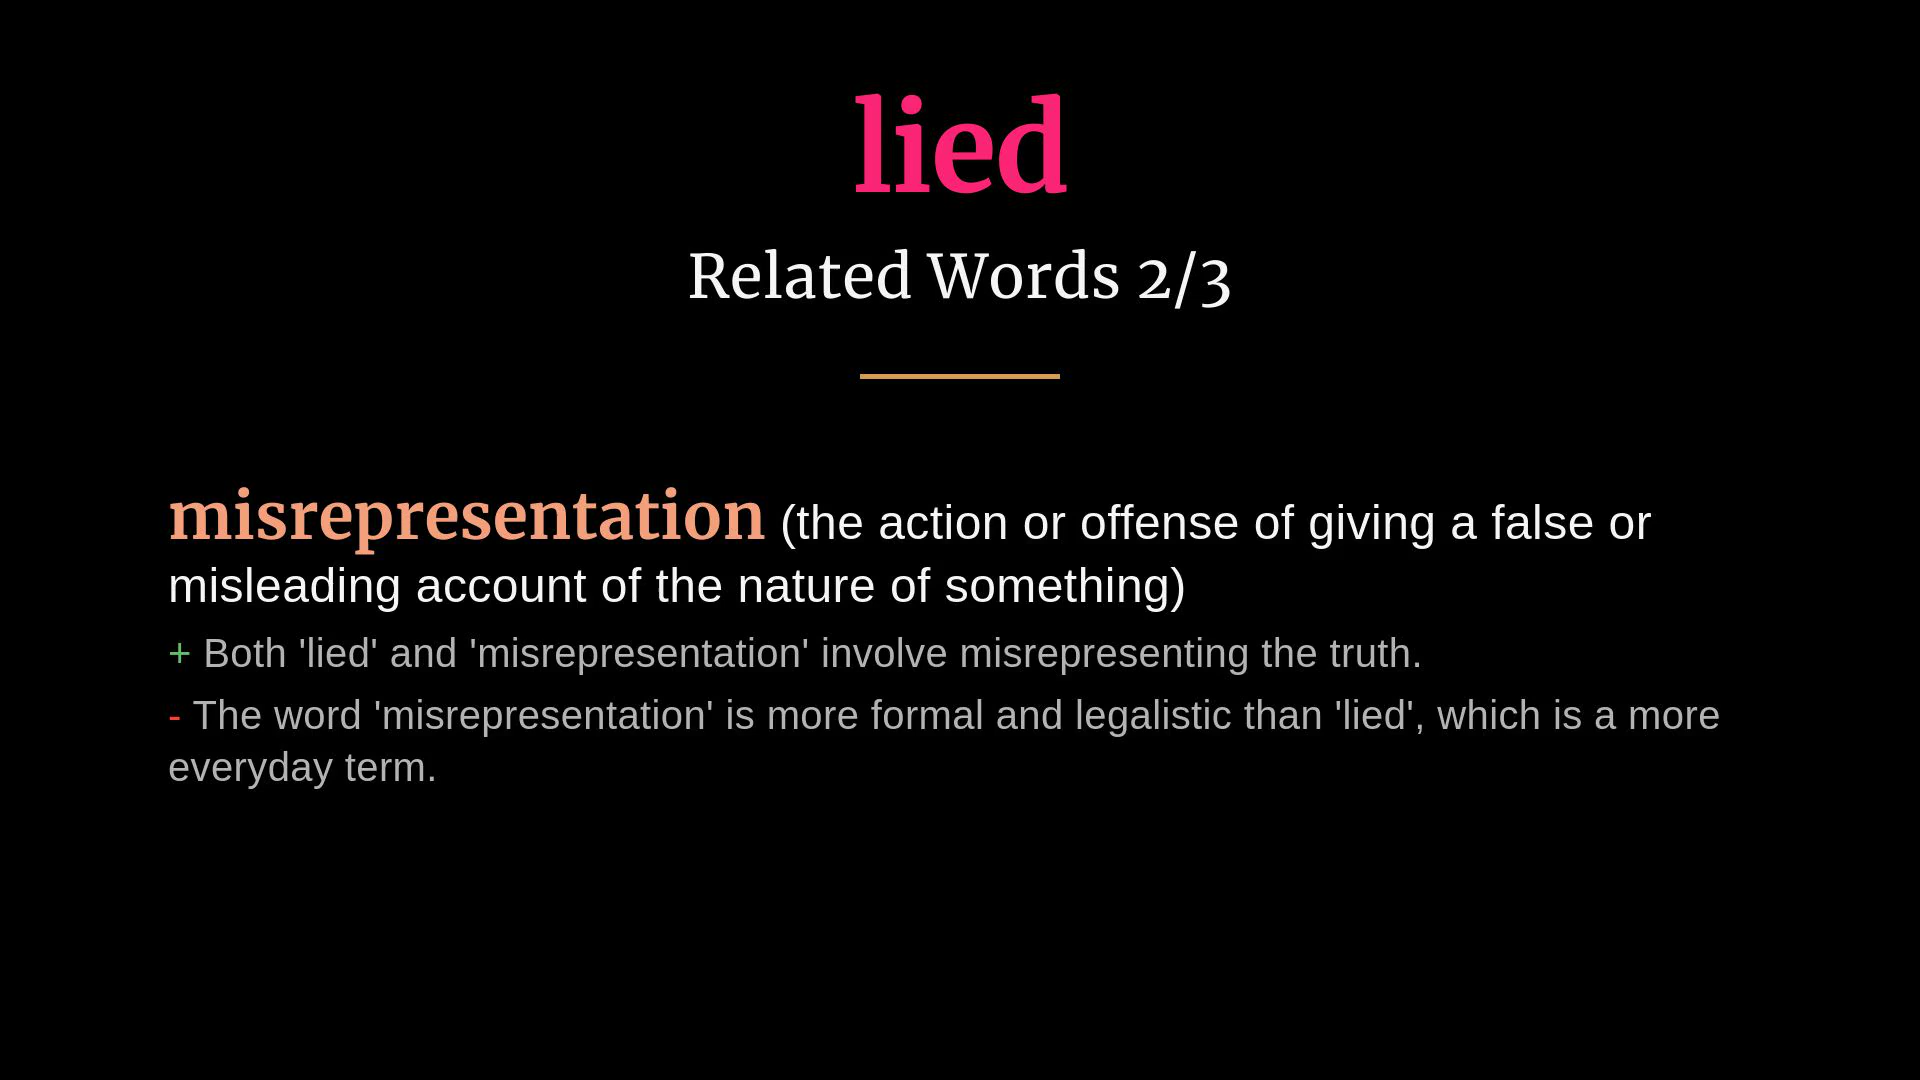 lied
Related Words 2/3
misrepresentation (the action or offense of giving a false or
misleading account of the nature of something)
+ Both 'lied' and 'misrepresentation' involve misrepresenting the truth.
- The word 'misrepresentation' is more formal and legalistic than 'lied', which is a more
everyday term.